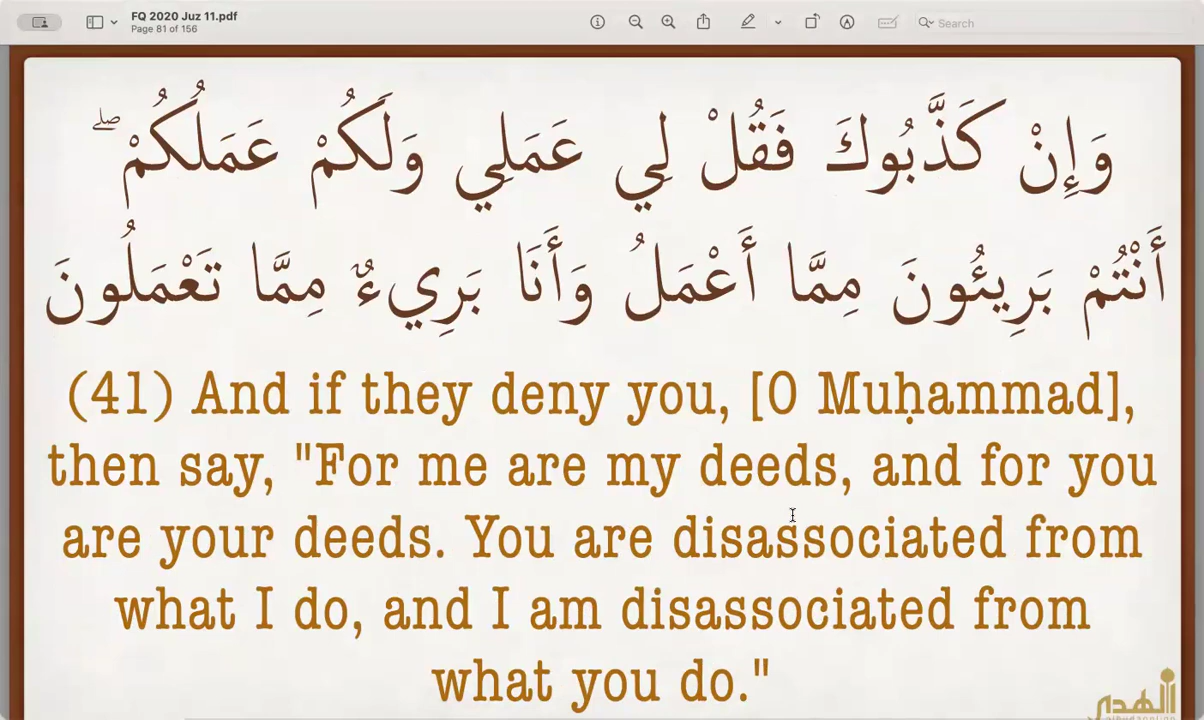 FQ 2020 Juz 11.pdf
Page 81 of 156
Search
وَإِنْ كَذَّبُوكَ فَقُلْ لِي عَمَلِي وَلَكُمْ عَمَلُكُمْ ۖ
أَنْتُمْ بَرِيئُونَ مِمَّا أَعْمَلُ وَأَنَا بَرِيءٌ مِمَّا تَعْمَلُونَ
(41) And if they deny you, [O Muḥammad],
then say, "For me are my deeds, and for you
are your deeds. You are disassociated from
what I do, and I am disassociated from
what you do."
الهدى